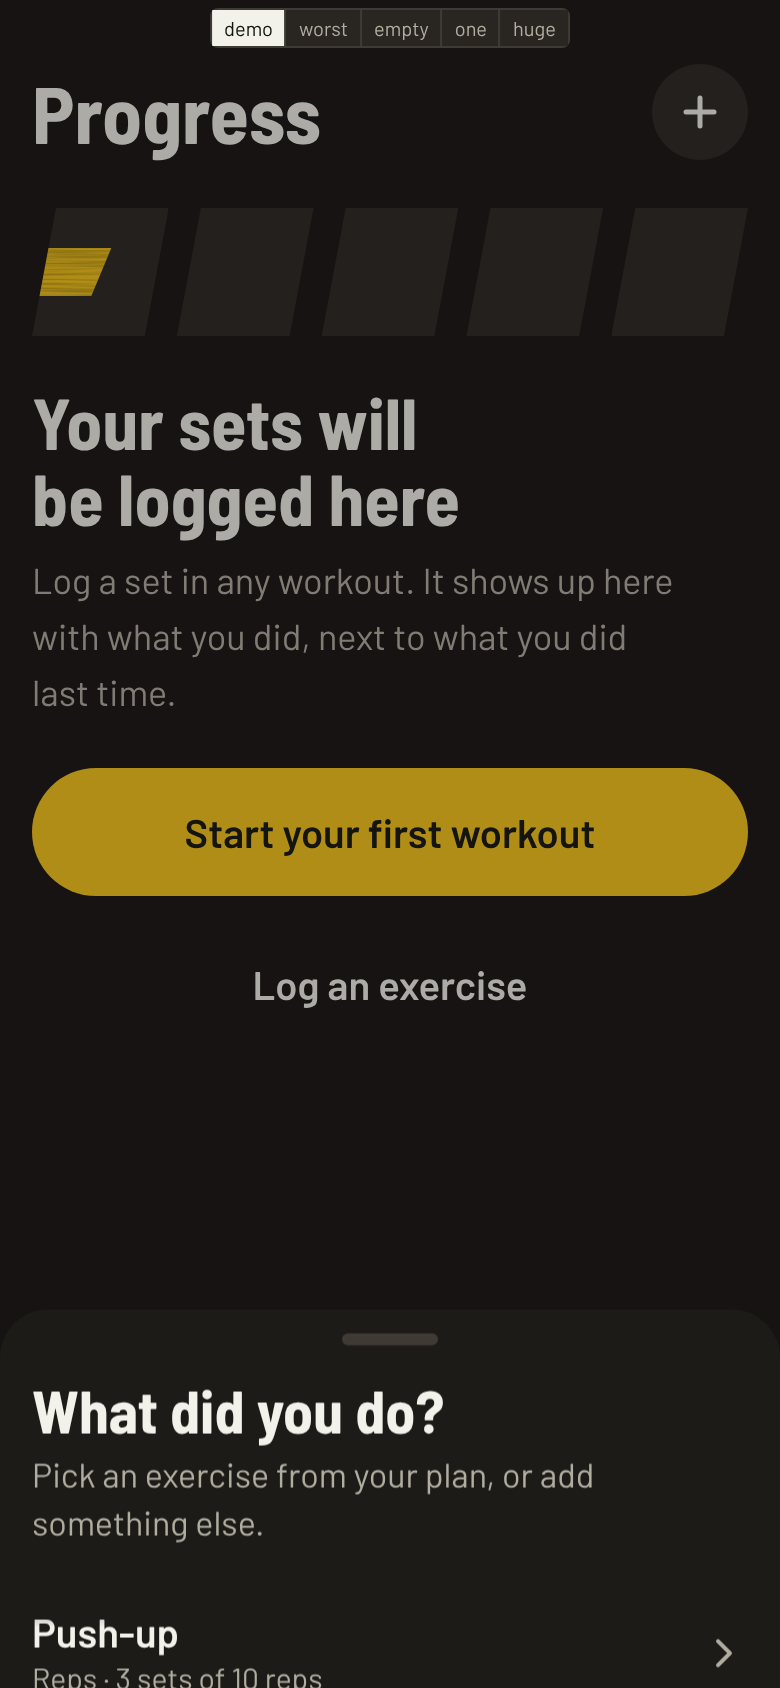 demo worst empty one huge
Progress
Your sets will
be logged here
Log a set in any workout. It shows up here
with what you did, next to what you did
last time.
Start your first workout
Log an exercise
What did you do?
Pick an exercise from your plan, or add
something else.
Push-up
Reps · 3 sets of 10 reps